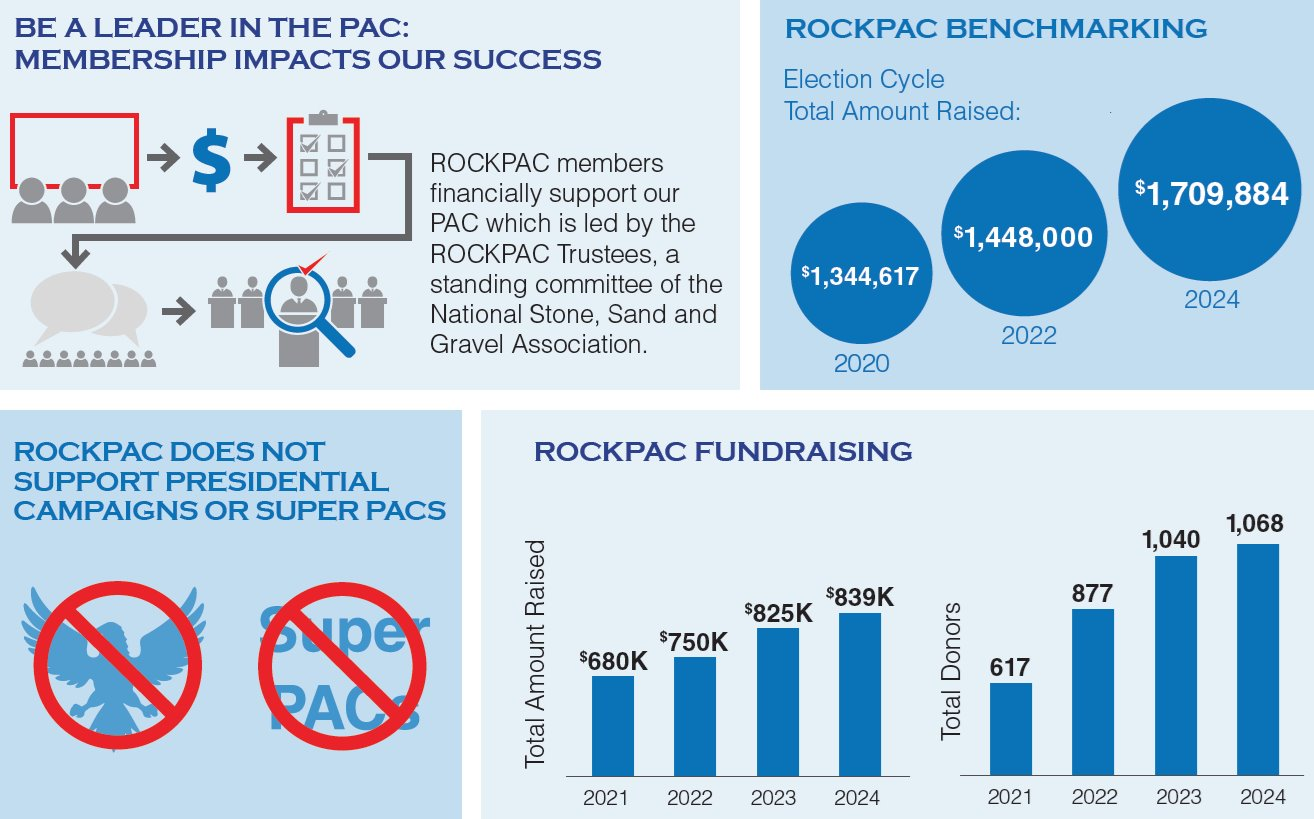 BE A LEADER IN THE PAC:
MEMBERSHIP IMPACTS OUR SUCCESS
ROCKPAC members
financially support our
PAC which is led by the
ROCKPAC Trustees, a
standing committee of the
National Stone, Sand and
Gravel Association.
$
ROCKPAC BENCHMARKING
Election Cycle
Total Amount Raised:
$1,344,617
2020
$1,448,000
2022
$1,709,884
2024
ROCKPAC DOES NOT
SUPPORT PRESIDENTIAL
CAMPAIGNS OR SUPER PACS
Super
PACs
ROCKPAC FUNDRAISING
Total Amount Raised
$680K
$750K
$825K
$839K
2021 2022 2023 2024
Total Donors
617
877
1,040
1,068
2021 2022 2023 2024